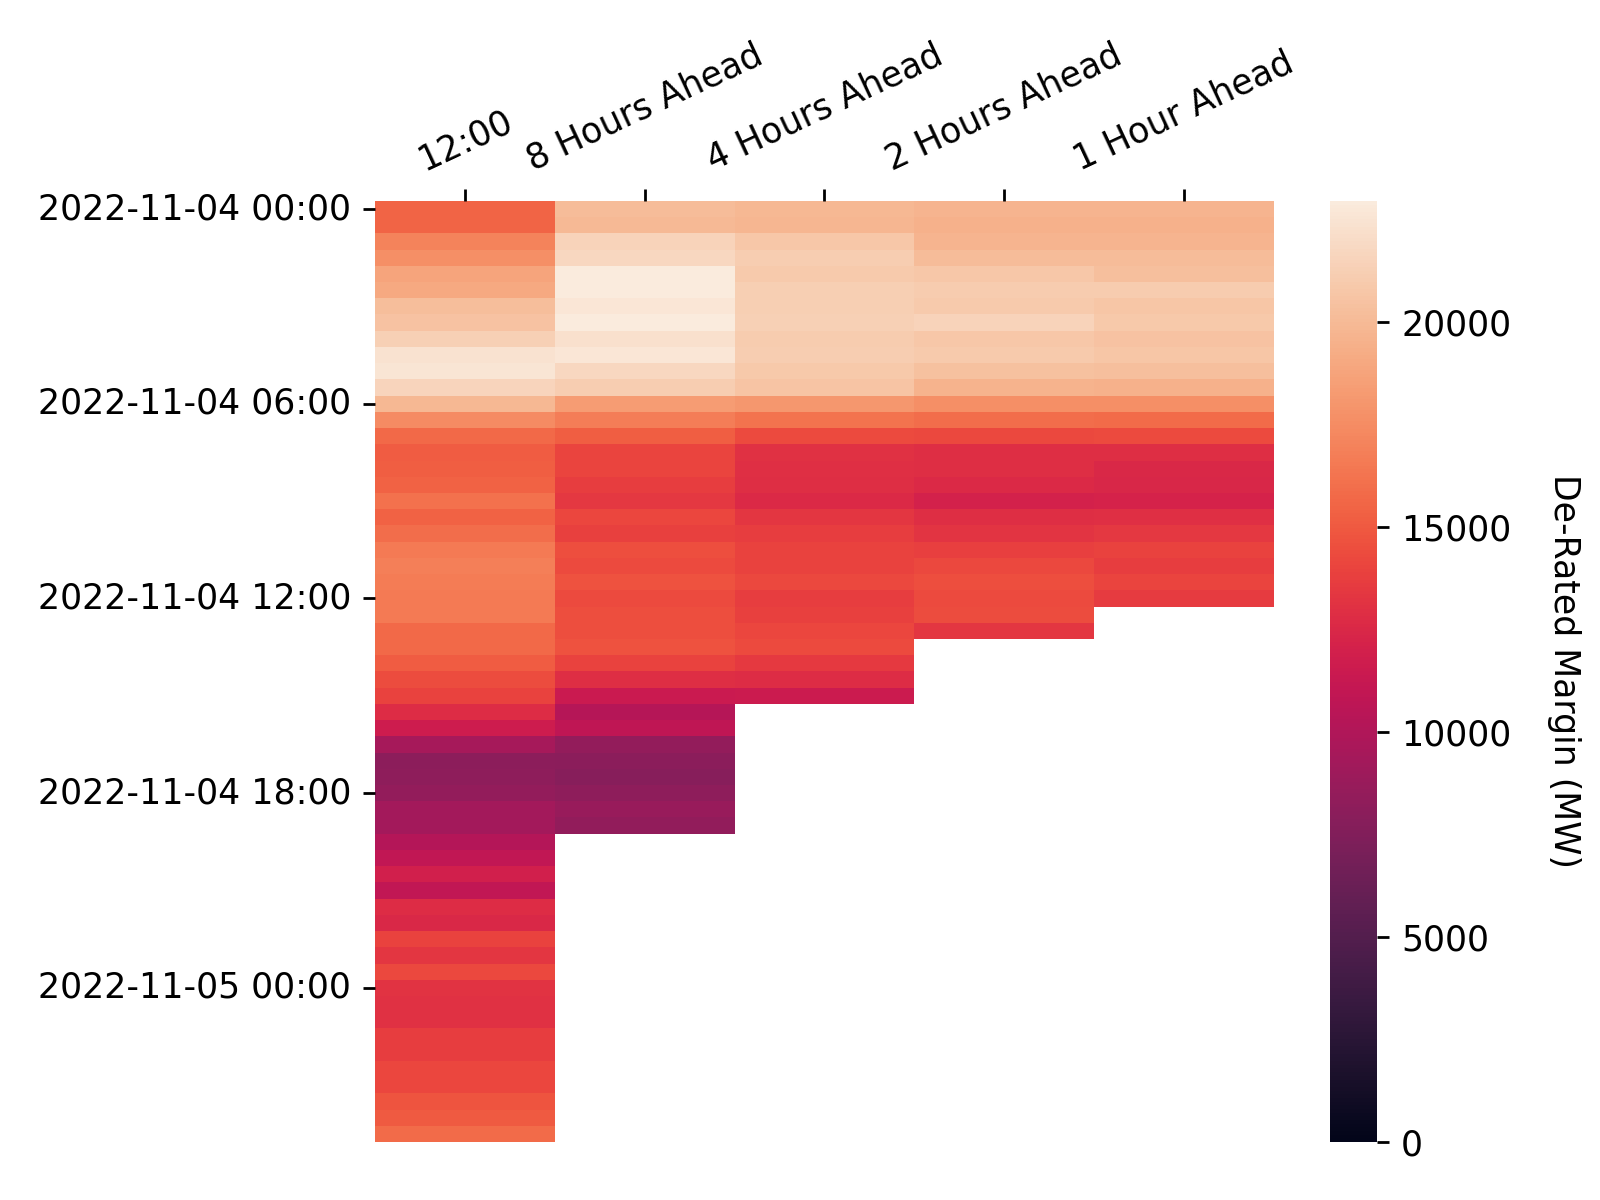 12:00
8 Hours Ahead
4 Hours Ahead
2 Hours Ahead
1 Hour Ahead
2022-11-04 00:00
2022-11-04 06:00
2022-11-04 12:00
2022-11-04 18:00
2022-11-05 00:00
20000
15000
10000
5000
0
De-Rated Margin (MW)